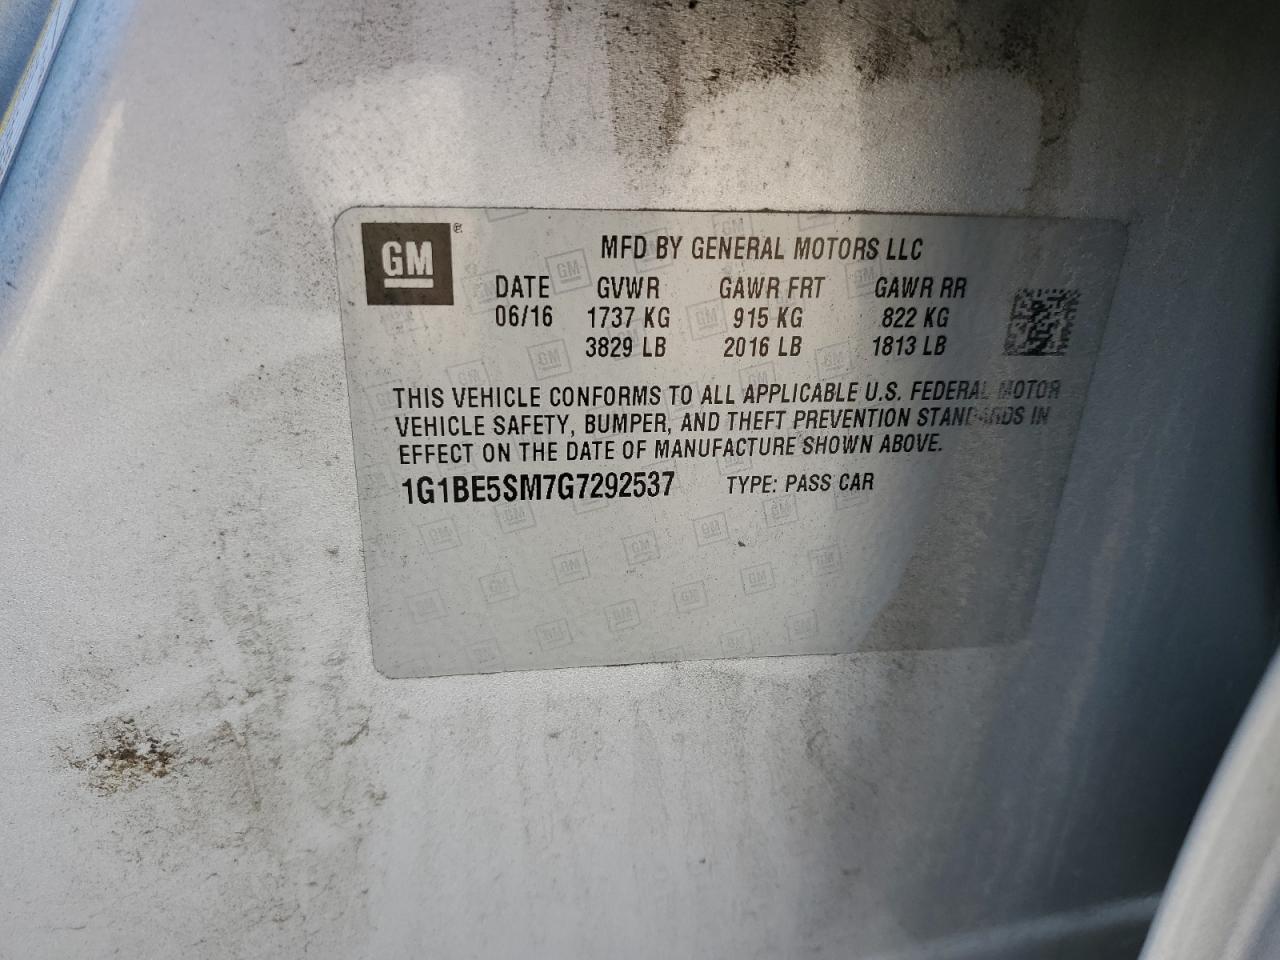 GM®
MFD BY GENERAL MOTORS LLC
DATE GVWR GAWR FRT GAWR RR
06/16 1737 KG 915 KG 822 KG
3829 LB 2016 LB 1813 LB
THIS VEHICLE CONFORMS TO ALL APPLICABLE U.S. FEDERAL MOTOR
VEHICLE SAFETY, BUMPER, AND THEFT PREVENTION STANDARDS IN
EFFECT ON THE DATE OF MANUFACTURE SHOWN ABOVE.
1G1BE5SM7G7292537 TYPE: PASS CAR